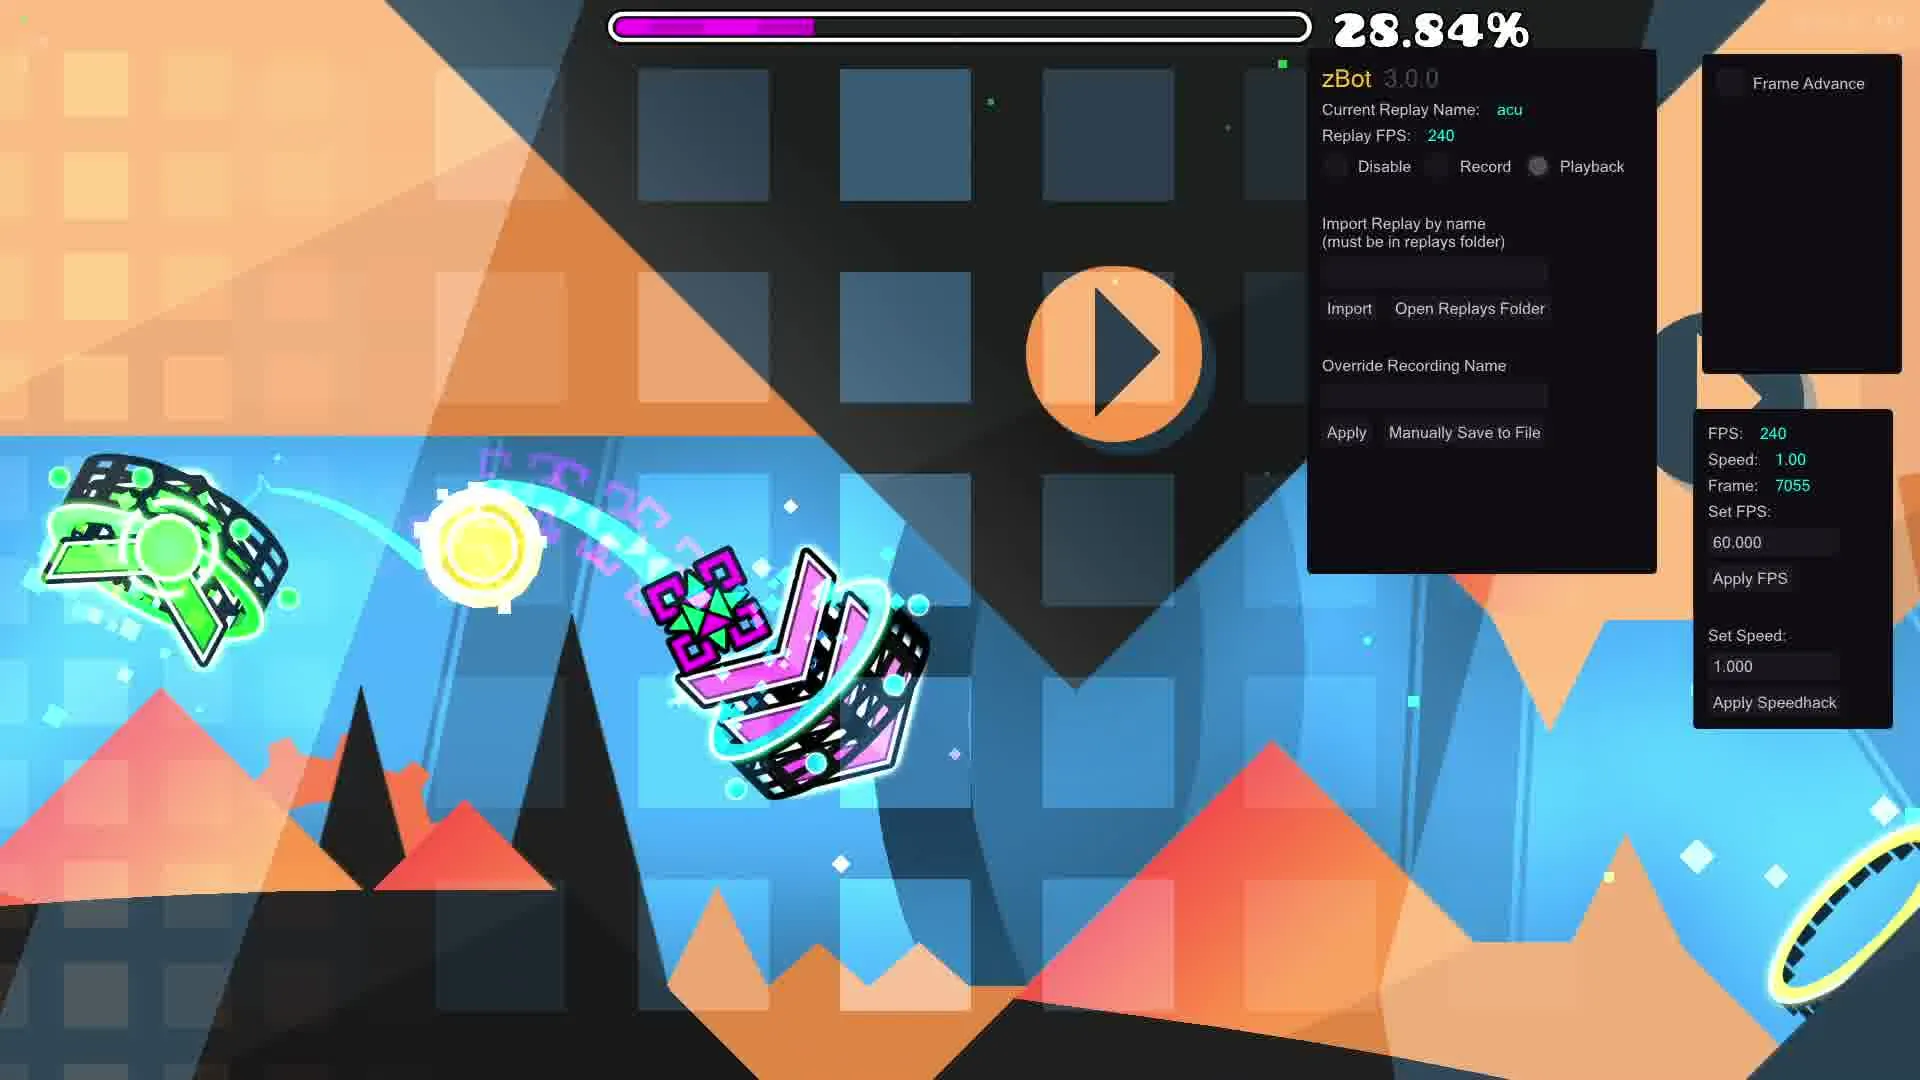 28.84%
zBot 3.0.0
Current Replay Name: acu
Replay FPS: 240
Disable Record Playback
Import Replay by name
(must be in replays folder)
Import Open Replays Folder
Override Recording Name
Apply Manually Save to File
Frame Advance
FPS: 240
Speed: 1.00
Frame: 7055
Set FPS:
60.000
Apply FPS
Set Speed:
1.000
Apply Speedhack